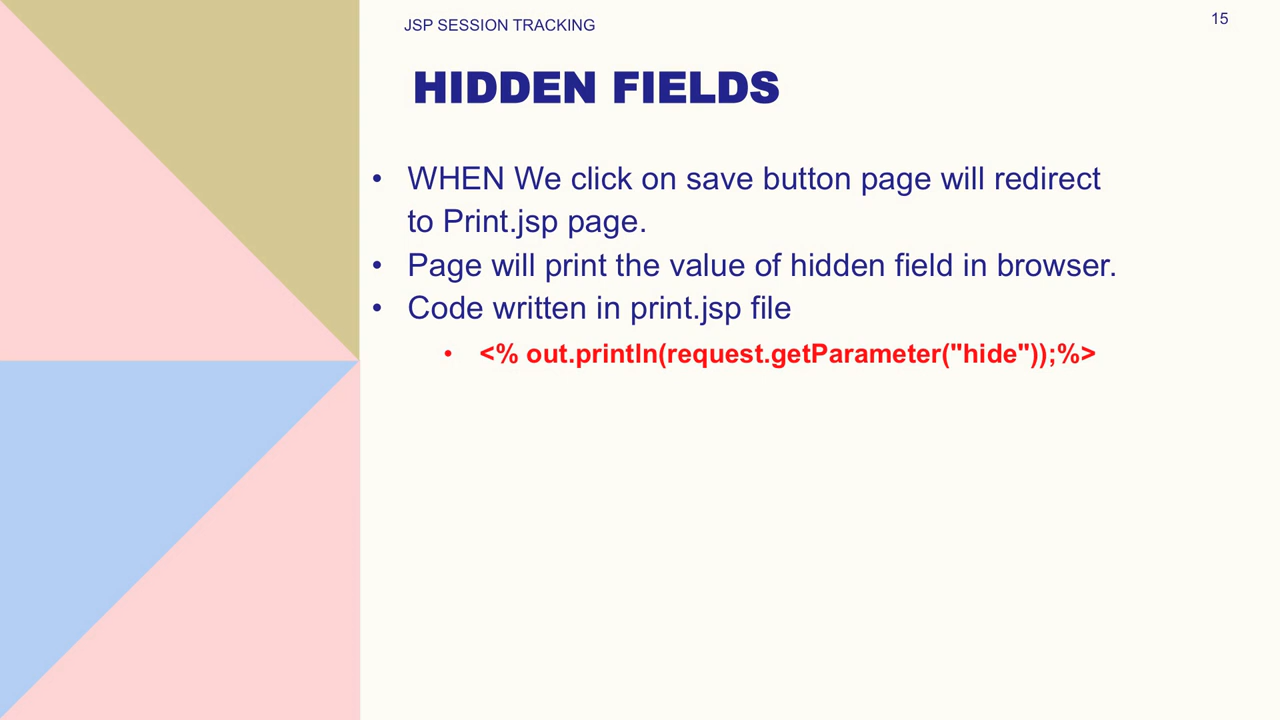 JSP SESSION TRACKING
15
HIDDEN FIELDS
• WHEN We click on save button page will redirect
to Print.jsp page.
• Page will print the value of hidden field in browser.
• Code written in print.jsp file
• <% out.println(request.getParameter("hide"));%>